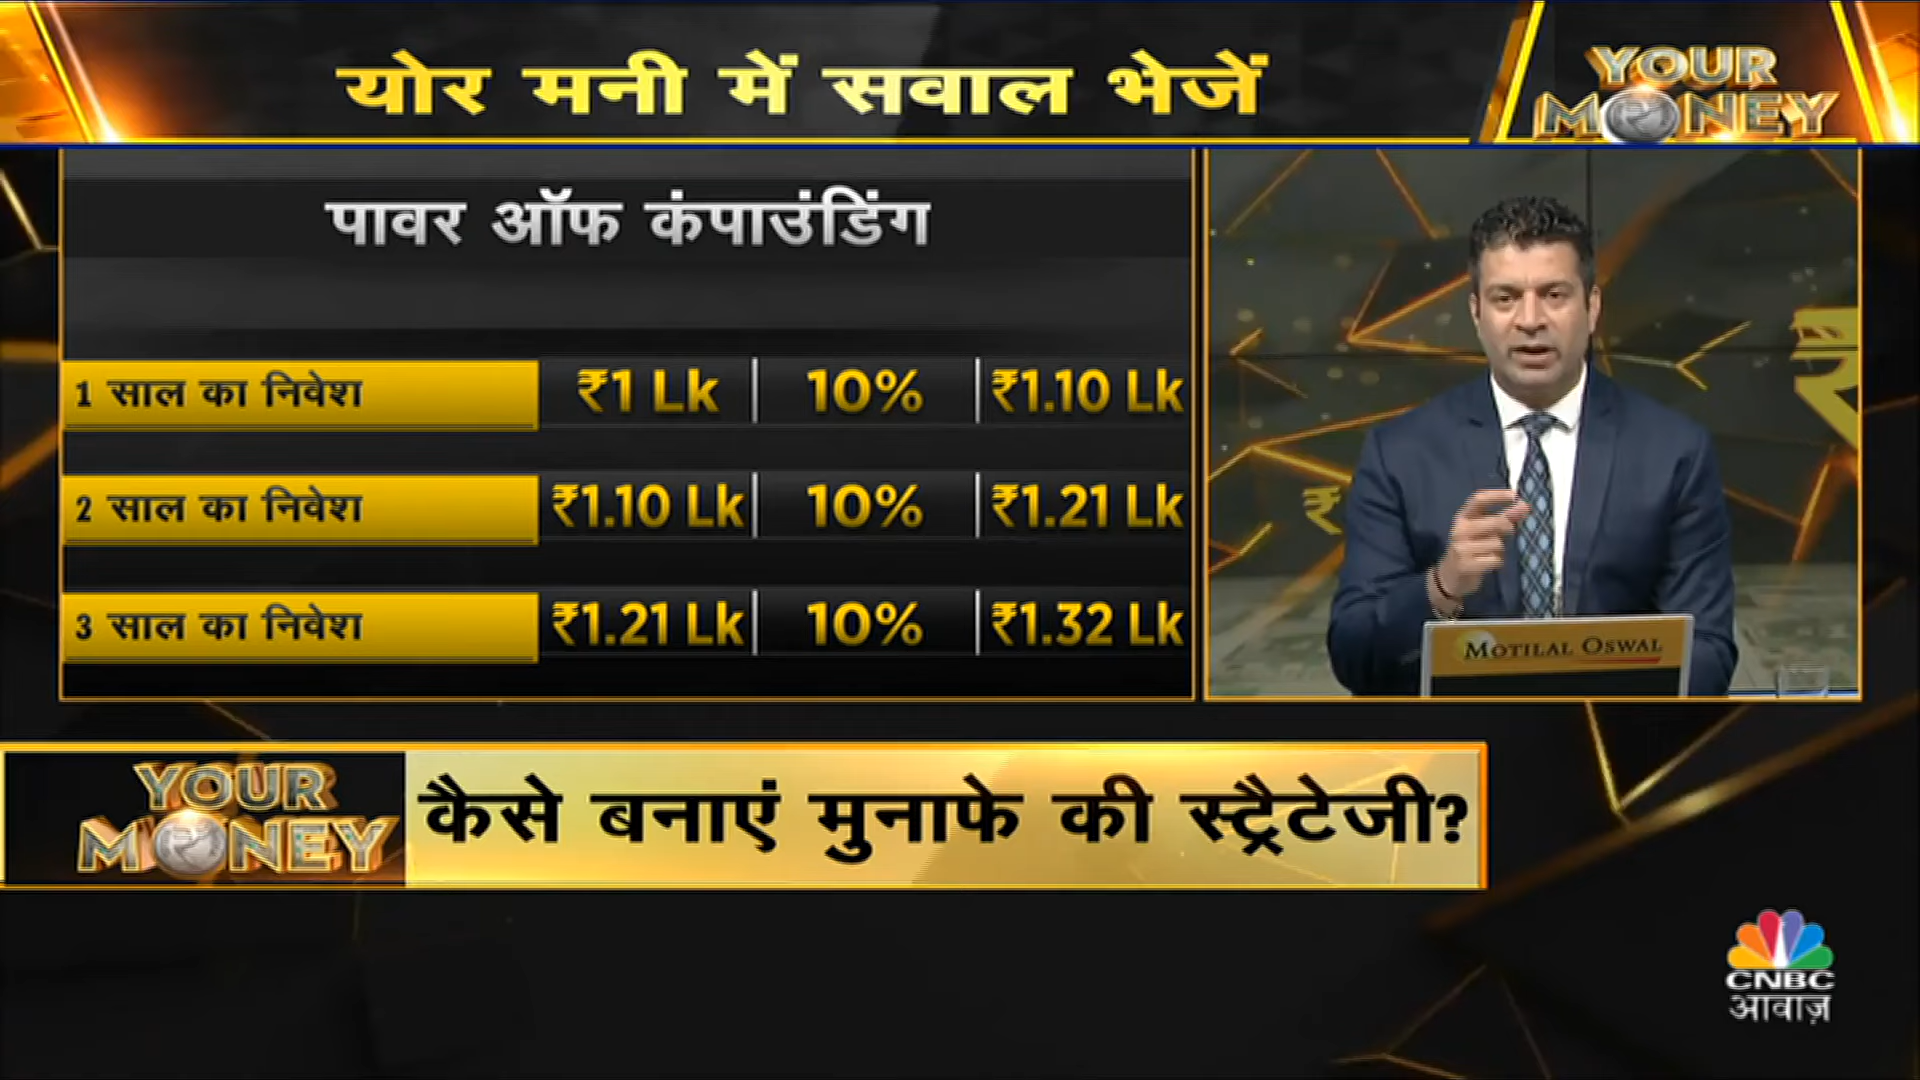 योर मनी में सवाल भेजें
YOUR
MONEY
पावर ऑफ कंपाउंडिंग
1 साल का निवेश ₹1 Lk 10% ₹1.10 Lk
2 साल का निवेश ₹1.10 Lk 10% ₹1.21 Lk
3 साल का निवेश ₹1.21 Lk 10% ₹1.32 Lk
₹
₹
MOTILAL OSWAL
YOUR
MONEY
कैसे बनाएं मुनाफे की स्ट्रैटेजी?
CNBC
आवाज़